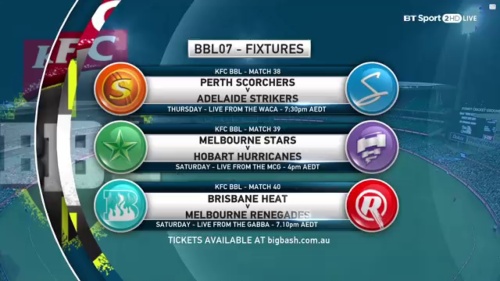 BT Sport 2HD LIVE
KFC
BBL07 - FIXTURES
KFC BBL - MATCH 38
PERTH SCORCHERS
v
ADELAIDE STRIKERS
THURSDAY - LIVE FROM THE WACA - 7:30pm AEDT
KFC BBL - MATCH 39
MELBOURNE STARS
v
HOBART HURRICANES
SATURDAY - LIVE FROM THE MCG - 6pm AEDT
KFC BBL - MATCH 40
BRISBANE HEAT
v
MELBOURNE RENEGADES
SATURDAY - LIVE FROM THE GABBA - 7.10pm AEDT
TICKETS AVAILABLE AT bigbash.com.au